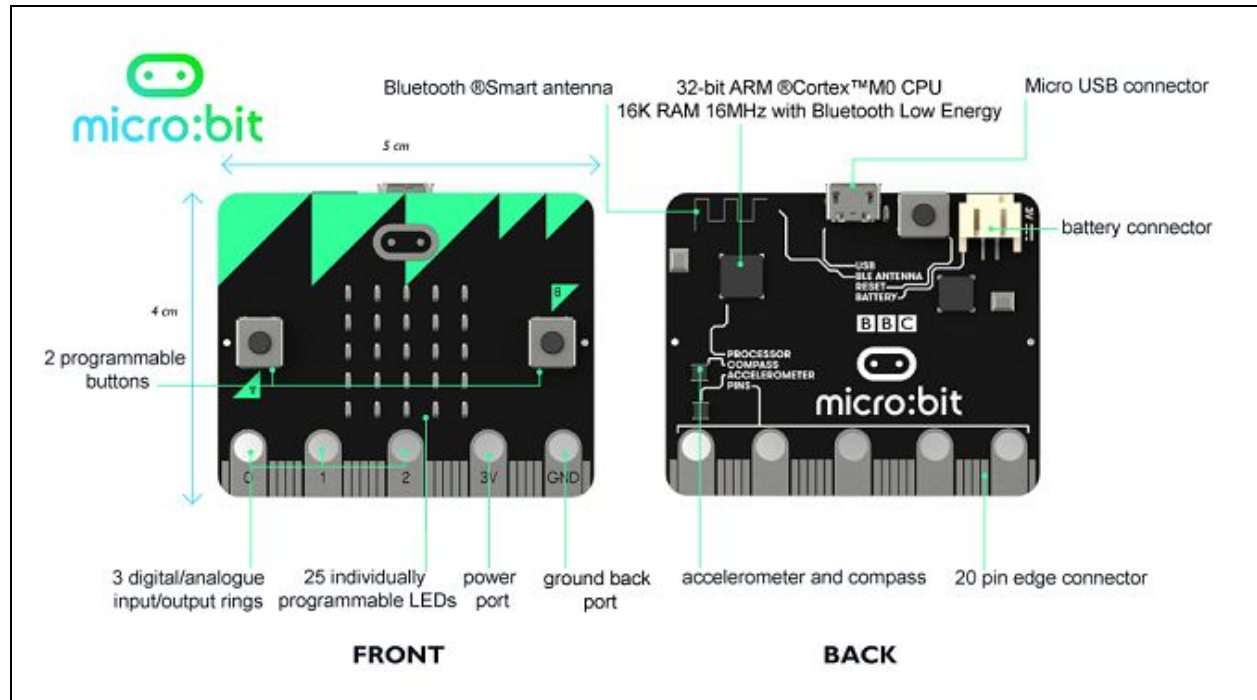 micro:bit
Bluetooth ®Smart antenna
32-bit ARM ®Cortex™M0 CPU
16K RAM 16MHz with Bluetooth Low Energy
Micro USB connector
5 cm
battery connector
3V
USB
BLE ANTENNA
RESET
BATTERY
B
4 cm
BBC
2 programmable
buttons
PROCESSOR
COMPASS
ACCELEROMETER
PINS
A
micro:bit
0
1
2
3V
GND
3 digital/analogue
input/output rings
25 individually
programmable LEDs
power
port
ground back
port
accelerometer and compass
20 pin edge connector
FRONT
BACK